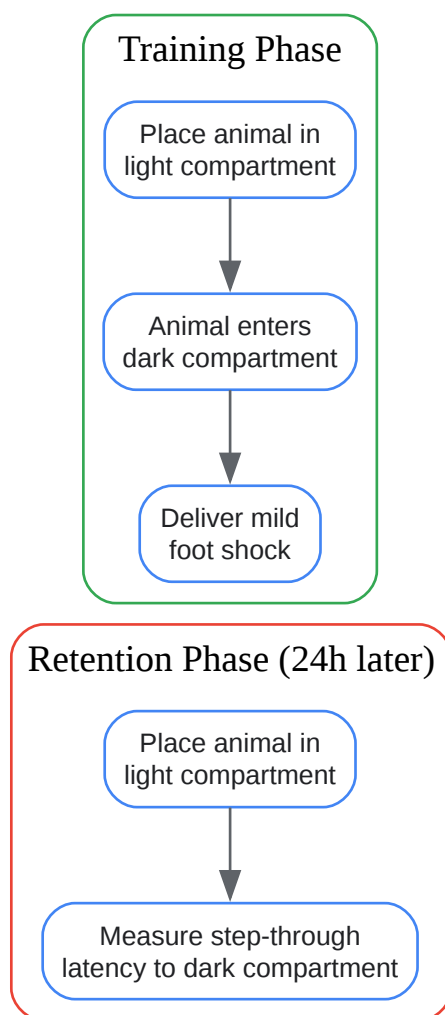 Training Phase
Place animal in
light compartment
Animal enters
dark compartment
Deliver mild
foot shock
Retention Phase (24h later)
Place animal in
light compartment
Measure step-through
latency to dark compartment